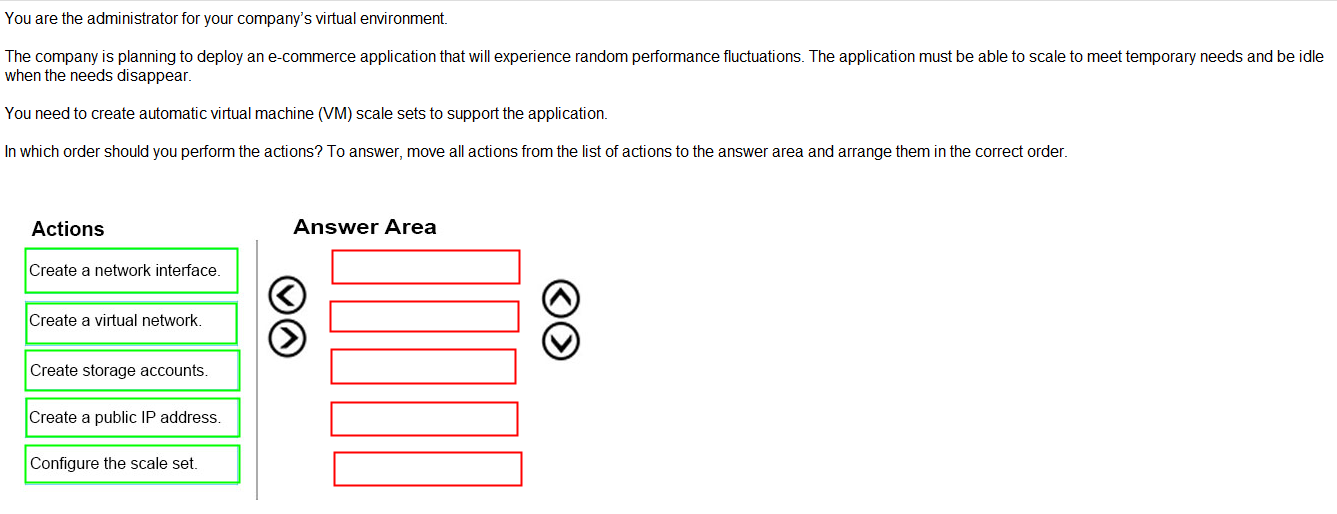 You are the administrator for your company's virtual environment.
The company is planning to deploy an e-commerce application that will experience random performance fluctuations. The application must be able to scale to meet temporary needs and be idle
when the needs disappear.
You need to create automatic virtual machine (VM) scale sets to support the application.
In which order should you perform the actions? To answer, move all actions from the list of actions to the answer area and arrange them in the correct order.
Actions
Answer Area
Create a network interface.
Create a virtual network.
Create storage accounts.
Create a public IP address.
Configure the scale set.